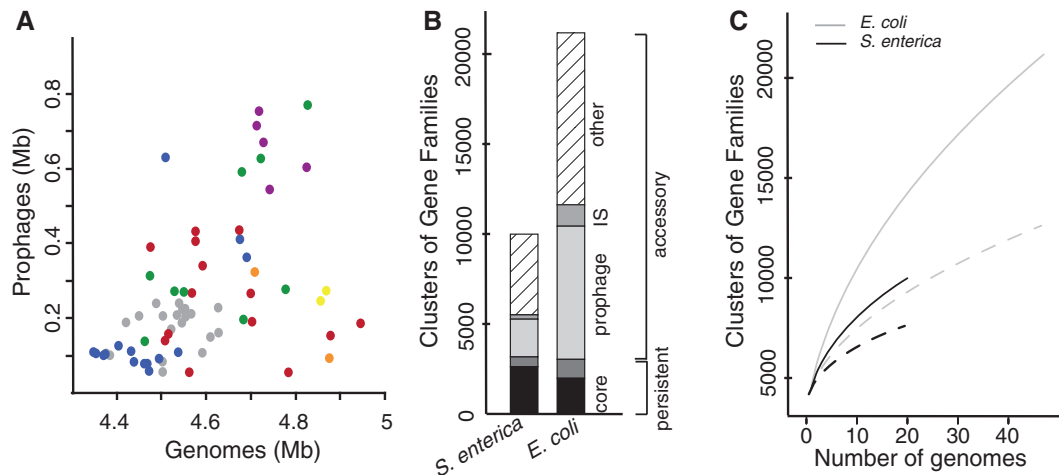 A
Prophages (Mb)
0.8
0.6
0.4
0.2
4.4
4.6
4.8
5
Genomes (Mb)
B
Clusters of Gene Families
20000
15000
10000
5000
0
other
IS
prophage
core
accessory
persistent
S. enterica
E. coli
C
E. coli
S. enterica
Clusters of Gene Families
20000
15000
10000
5000
0
10
20
30
40
Number of genomes